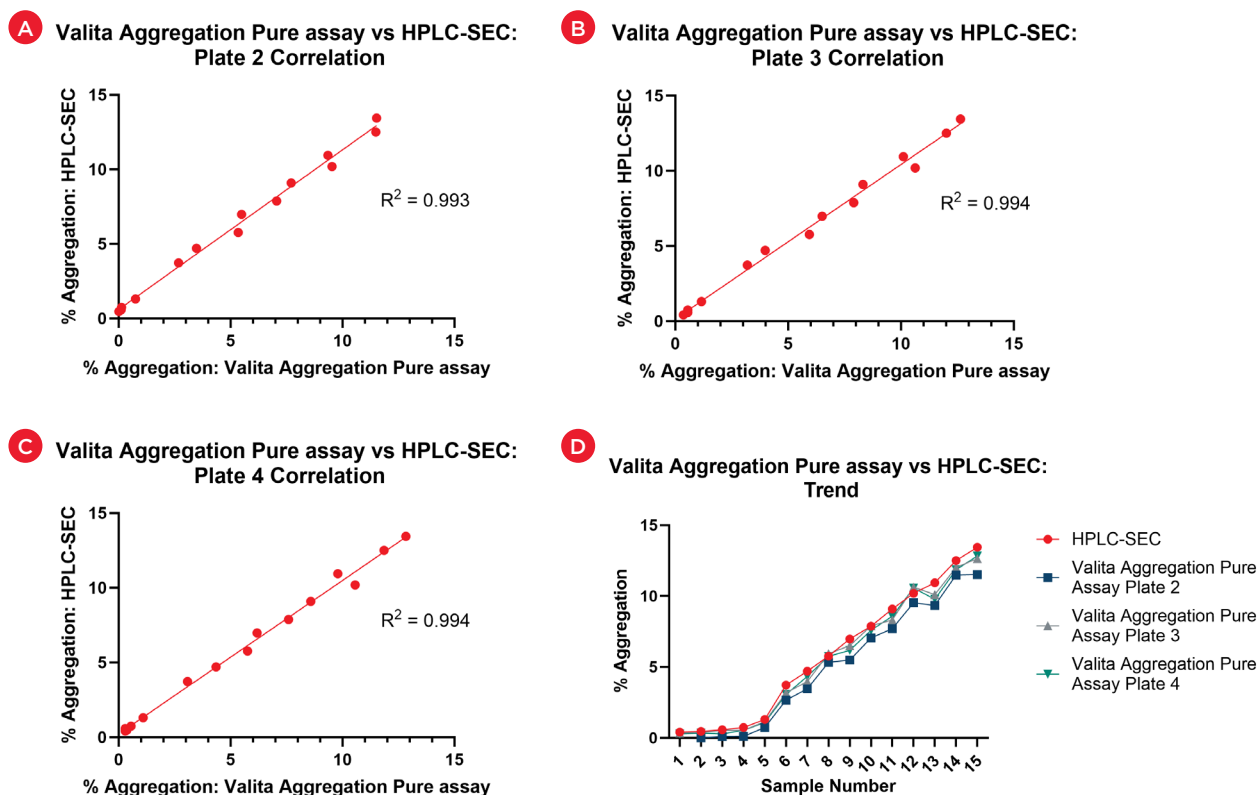 A
Valita Aggregation Pure assay vs HPLC-SEC:
Plate 2 Correlation
% Aggregation: HPLC-SEC
15
10
5
0
R² = 0.993
0
5
10
15
% Aggregation: Valita Aggregation Pure assay
B
Valita Aggregation Pure assay vs HPLC-SEC:
Plate 3 Correlation
% Aggregation: HPLC-SEC
15
10
5
0
R² = 0.994
0
5
10
15
% Aggregation: Valita Aggregation Pure assay
C
Valita Aggregation Pure assay vs HPLC-SEC:
Plate 4 Correlation
% Aggregation: HPLC-SEC
15
10
5
0
R² = 0.994
0
5
10
15
% Aggregation: Valita Aggregation Pure assay
D
Valita Aggregation Pure assay vs HPLC-SEC:
Trend
% Aggregation
15
10
5
0
1
2
3
4
5
6
7
8
9
10
11
12
13
14
15
Sample Number
HPLC-SEC
Valita Aggregation Pure
Assay Plate 2
Valita Aggregation Pure
Assay Plate 3
Valita Aggregation Pure
Assay Plate 4